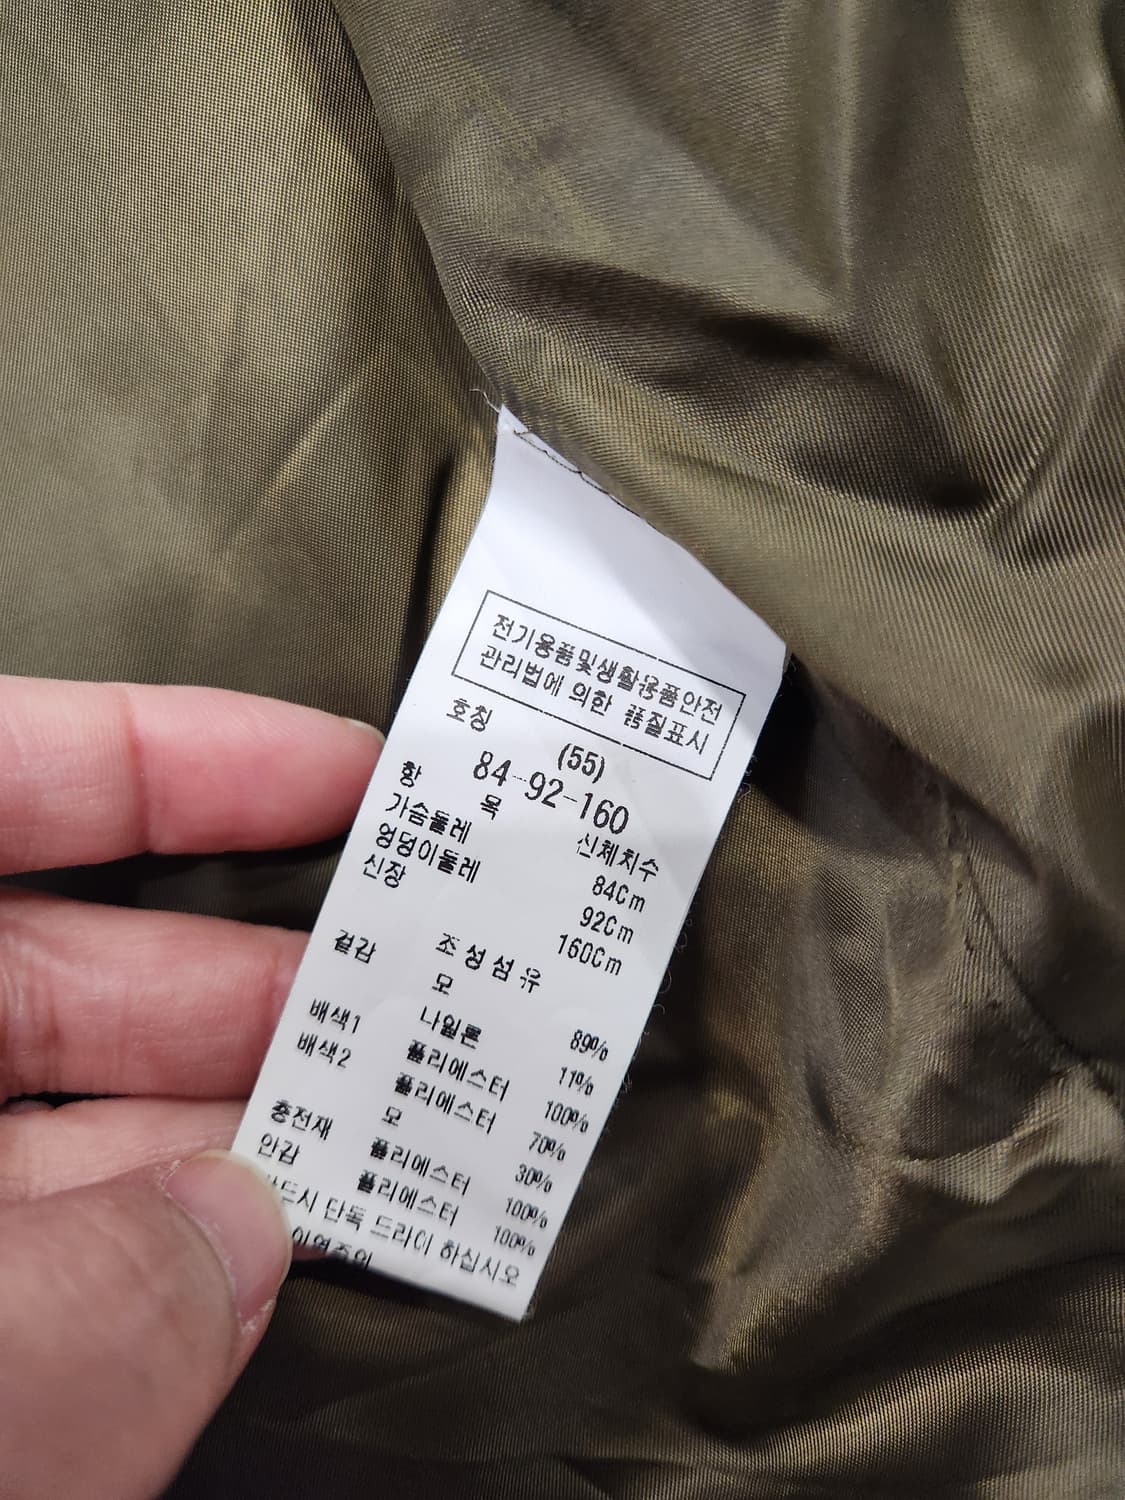 전기용품및생활용품안전
관리법에 의한 품질표시
호칭 (55)
84-92-160
항 목 신체치수
가슴둘레 84Cm
엉덩이둘레 92Cm
신장 160Cm
조성섬유
겉감 모 89%
나일론 11%
배색1 폴리에스터 100%
배색2 폴리에스터 70%
모 30%
충전재 폴리에스터 100%
안감 폴리에스터 100%
단독 드라이 하십시오